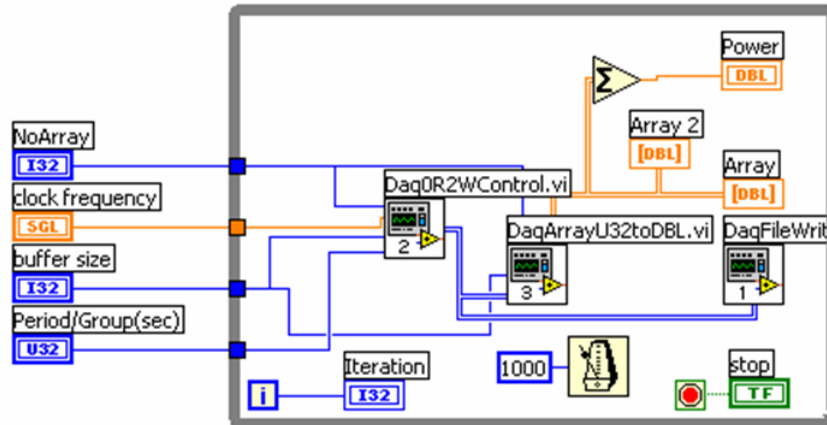 Power
DBL
NoArray
I32
Array 2
[DBL]
Array
[DBL]
Daq0R2WControl.vi
2
clock frequency
SGL
DaqArrayU32toDBL.vi
3
DaqFileWrit
1
buffer size
I32
Period/Group(sec)
U32
Iteration
i
I32
1000
stop
TF
Σ